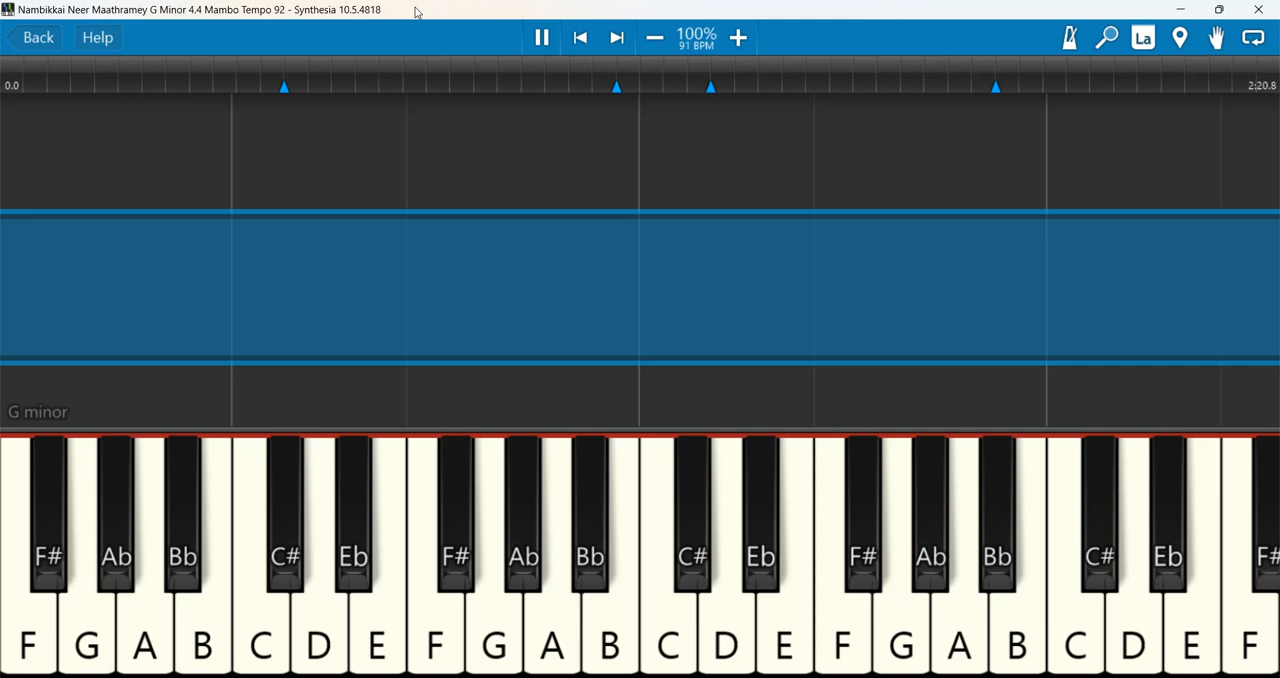 Nambikkai Neer Maathramey G Minor 4.4 Mambo Tempo 92 - Synthesia 10.5.4818
Back Help 100% La
91 BPM
0.0 2:20.8
G minor
F# Ab Bb C# Eb F# Ab Bb C# Eb F# Ab Bb C# Eb F#
F G A B C D E F G A B C D E F G A B C D E F